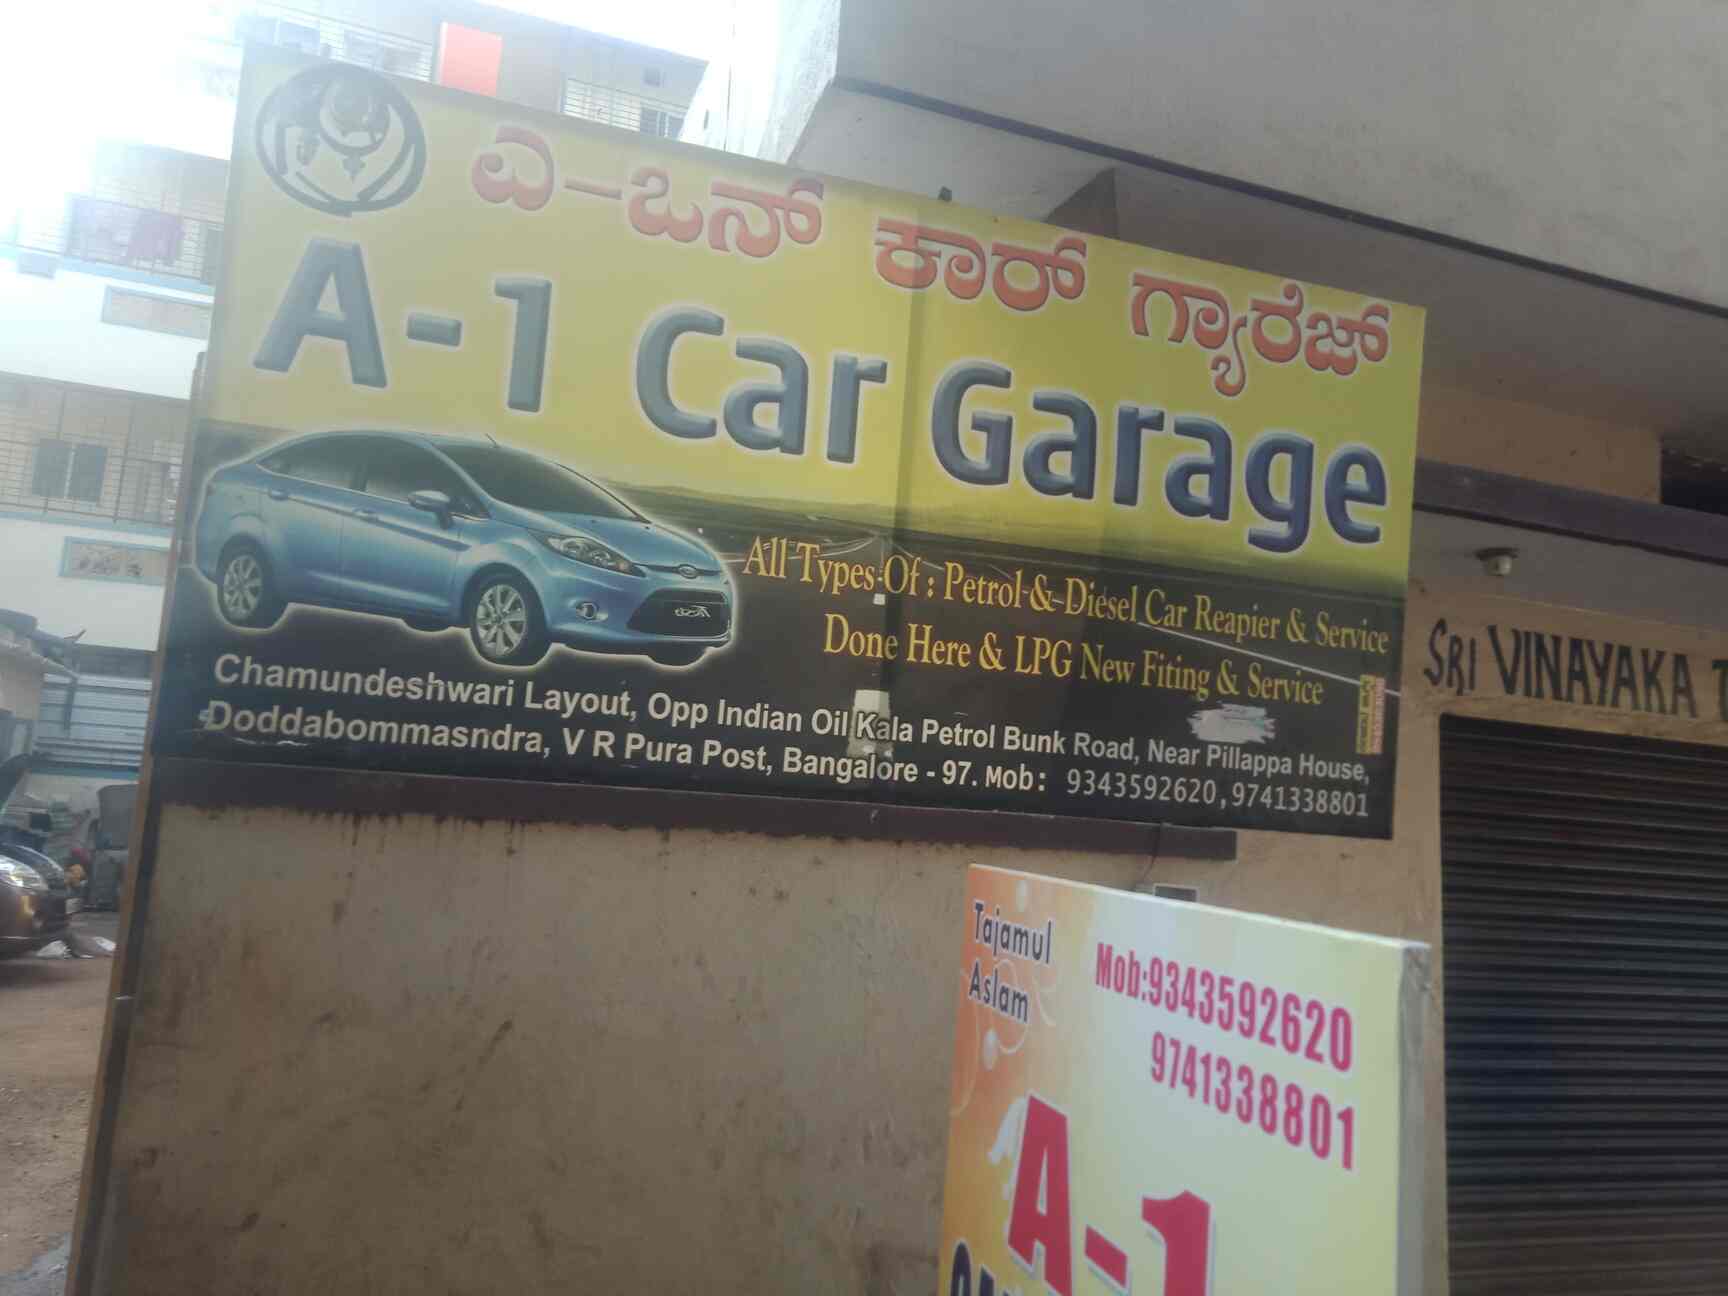 ಎ-ಒನ್ ಕಾರ್ ಗ್ಯಾರೆಜ್
A-1 Car Garage
All Types Of : Petrol & Diesel Car Reapier & Service
Done Here & LPG New Fiting & Service
Chamundeshwari Layout, Opp Indian Oil Kala Petrol Bunk Road, Near Pillappa House,
Doddabommasndra, V R Pura Post, Bangalore - 97. Mob: 9343592620,9741338801
SRI VINAYAKA
Tajamul
Aslam
Mob:9343592620
9741338801
A-1